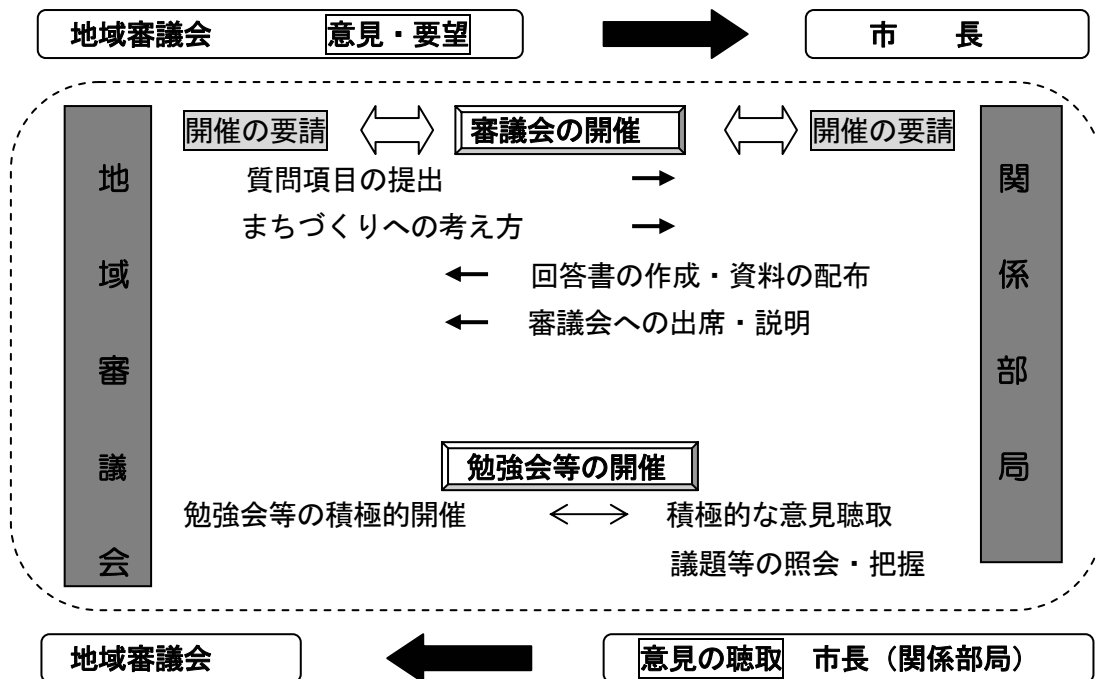 地域審議会 意見・要望 市 長
開催の要請 審議会の開催 開催の要請
地域審議会
関係部局
質問項目の提出
まちづくりへの考え方
回答書の作成・資料の配布
審議会への出席・説明
勉強会等の開催
勉強会等の積極的開催 積極的な意見聴取
議題等の照会・把握
地域審議会 意見の聴取 市長（関係部局）